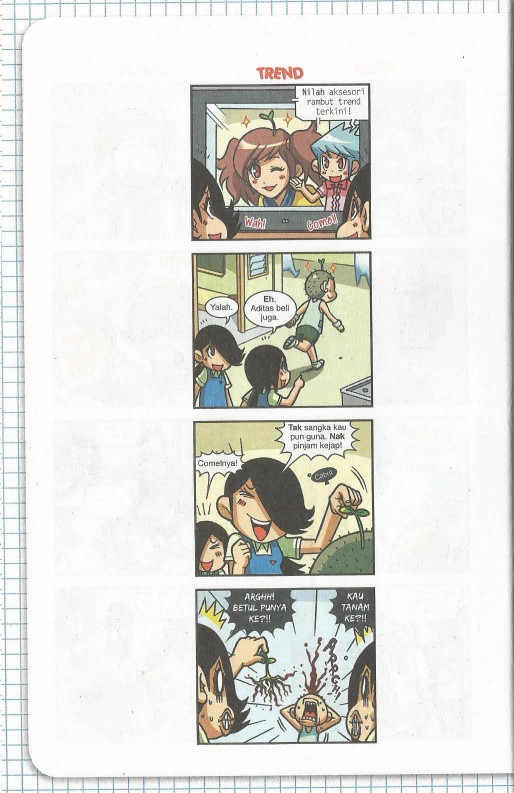 TREND
Nilah aksesori
rambut trend
terkini!
Wah!
Comel!
Yalah.
Eh,
Aditas beli
juga.
Tak sangka kau
pun guna. Nak
pinjam kejap!
Comelnya!
Cabut
ARGHH!
BETUL PUNYA
KE?!!
KAU
TANAM
KE?!!